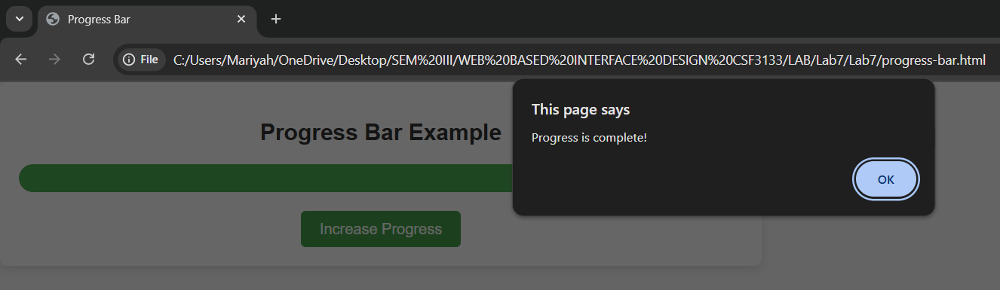 Progress Bar
File
C:/Users/Mariyah/OneDrive/Desktop/SEM%20III/WEB%20BASED%20INTERFACE%20DESIGN%20CSF3133/LAB/Lab7/Lab7/progress-bar.html
This page says
Progress is complete!
OK
Progress Bar Example
Increase Progress